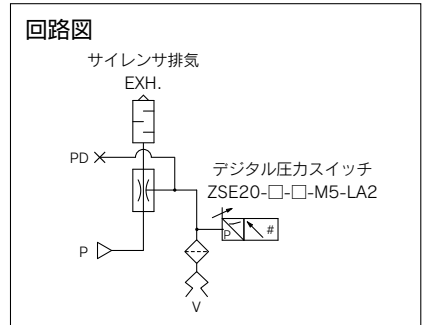 回路図
サイレンサ排気
EXH.
PD
デジタル圧力スイッチ
ZSE20-□-□-M5-LA2
P #
P
V